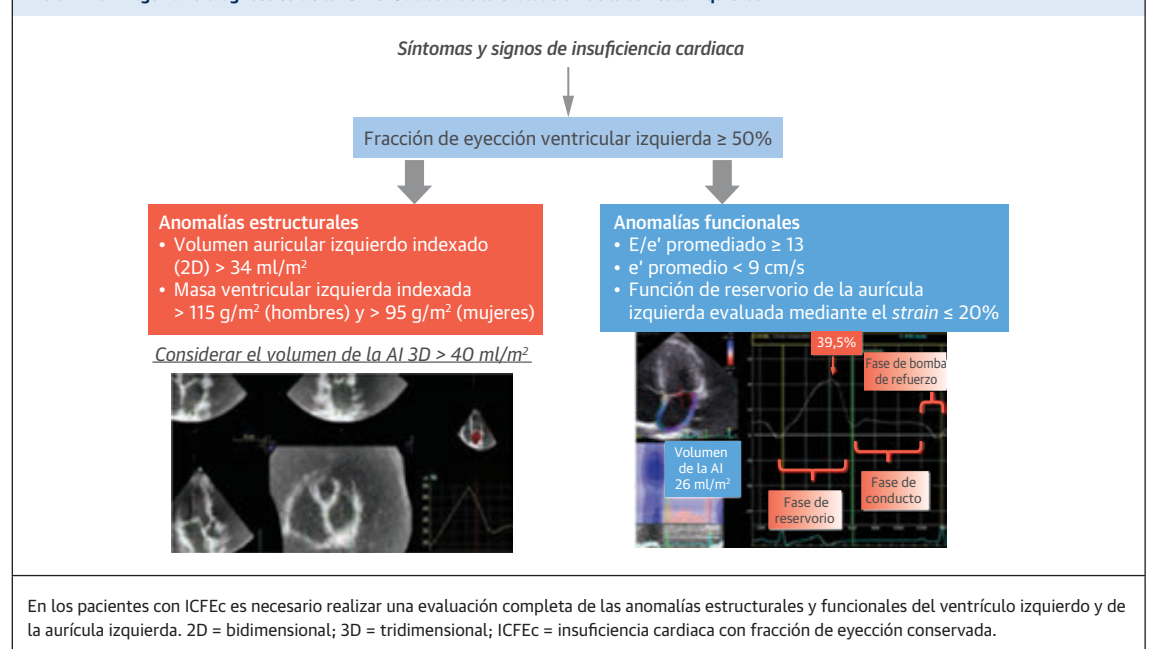 Síntomas y signos de insuficiencia cardiaca
Fracción de eyección ventricular izquierda ≥ 50%
Anomalías estructurales
• Volumen auricular izquierdo indexado
(2D) > 34 ml/m²
• Masa ventricular izquierda indexada
> 115 g/m² (hombres) y > 95 g/m² (mujeres)
Considerar el volumen de la AI 3D > 40 ml/m²
Anomalías funcionales
• E/e' promediado ≥ 13
• e' promedio < 9 cm/s
• Función de reservorio de la aurícula
izquierda evaluada mediante el strain ≤ 20%
39,5%
Fase de bomba
de refuerzo
Volumen
de la AI
26 ml/m²
Fase de
reservorio
Fase de
conducto
En los pacientes con ICFEc es necesario realizar una evaluación completa de las anomalías estructurales y funcionales del ventrículo izquierdo y de
la aurícula izquierda. 2D = bidimensional; 3D = tridimensional; ICFEc = insuficiencia cardiaca con fracción de eyección conservada.